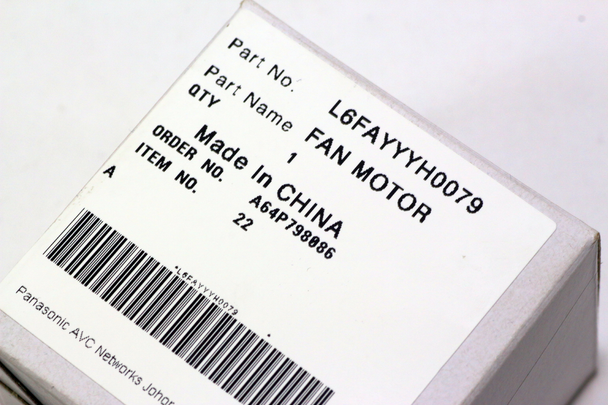 Part No. L6FAYYYH0079
Part Name FAN MOTOR
QTY 1
Made in CHINA
ORDER NO. A64P798086
ITEM NO. 22
A
*L6FAYYYH0079
Panasonic AVC Networks Johor